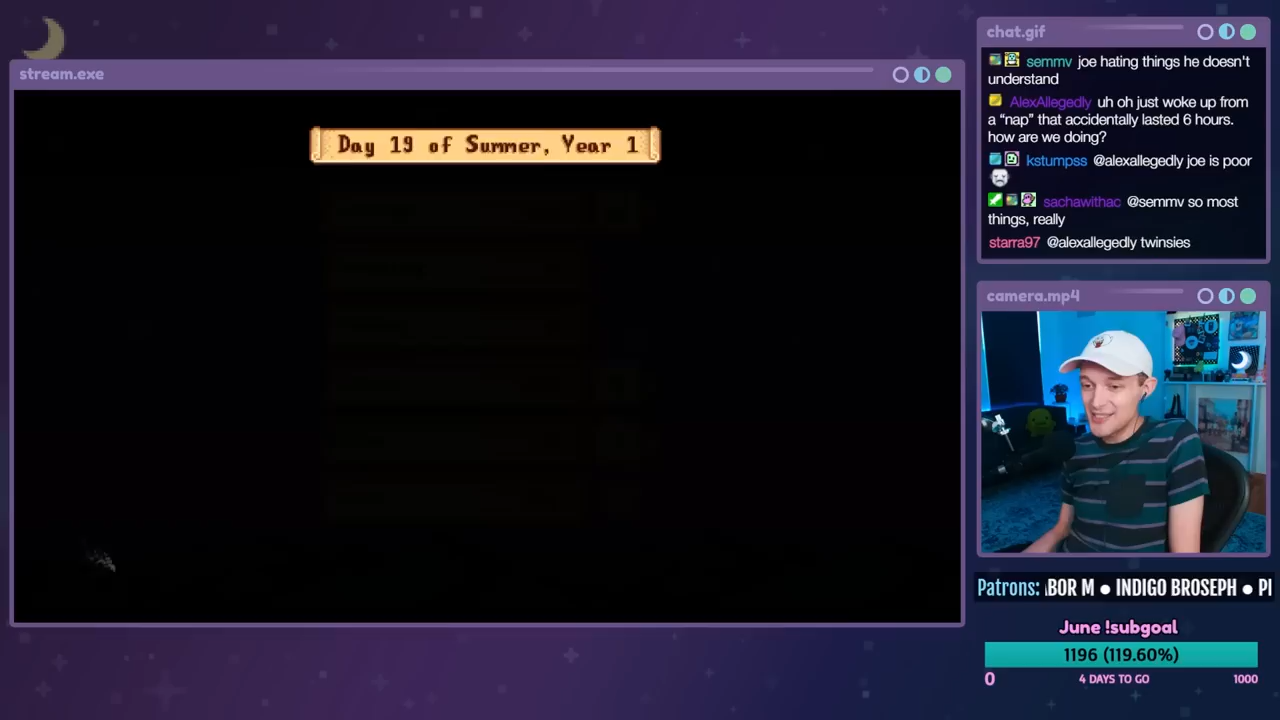 stream.exe
Day 19 of Summer, Year 1
chat.gif
semmv joe hating things he doesn't
understand
AlexAllegedly uh oh just woke up from
a “nap” that accidentally lasted 6 hours.
how are we doing?
kstumpss @alexallegedly joe is poor
sachawithac @semmv so most
things, really
starra97 @alexallegedly twinsies
camera.mp4
Patrons: ABOR M ● INDIGO BROSEPH ● PI
June !subgoal
1196 (119.60%)
0 4 DAYS TO GO 1000